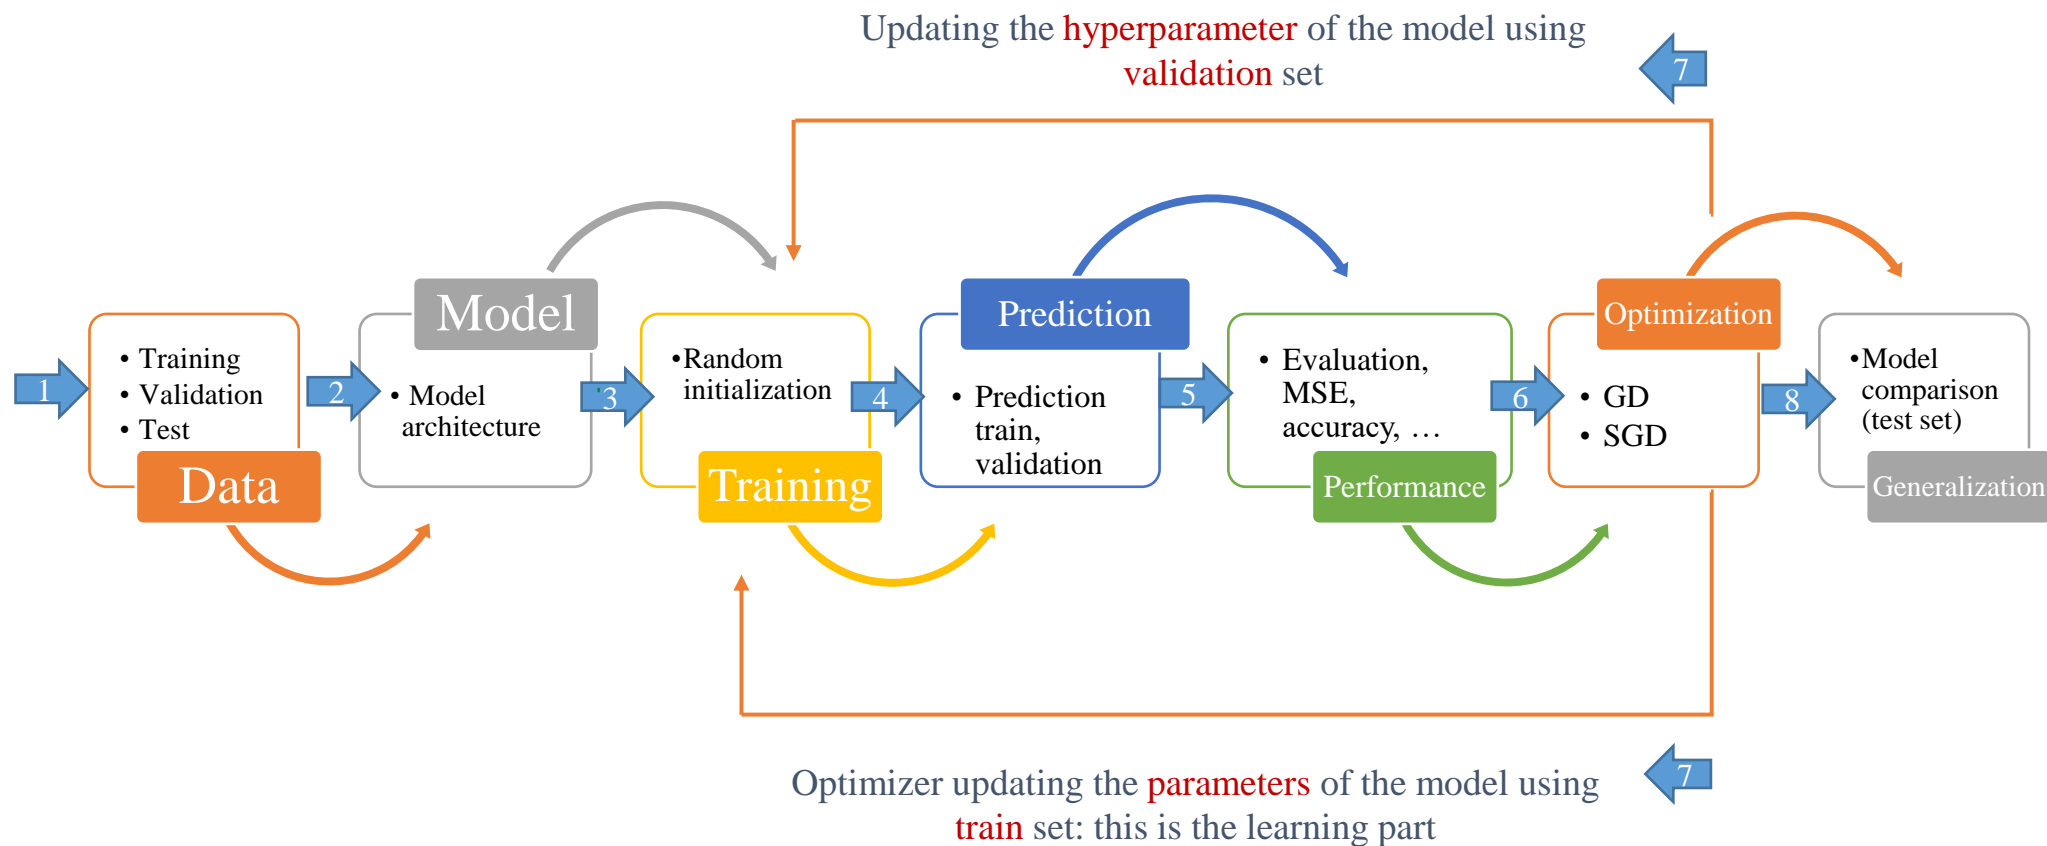 Updating the hyperparameter of the model using
validation set
7
Model
Prediction
Optimization
1
• Training
• Validation
• Test
Data
2
• Model
architecture
3
•Random
initialization
Training
4
• Prediction
train,
validation
5
• Evaluation,
MSE,
accuracy, …
Performance
6
• GD
• SGD
8
•Model
comparison
(test set)
Generalization
Optimizer updating the parameters of the model using
train set: this is the learning part
7